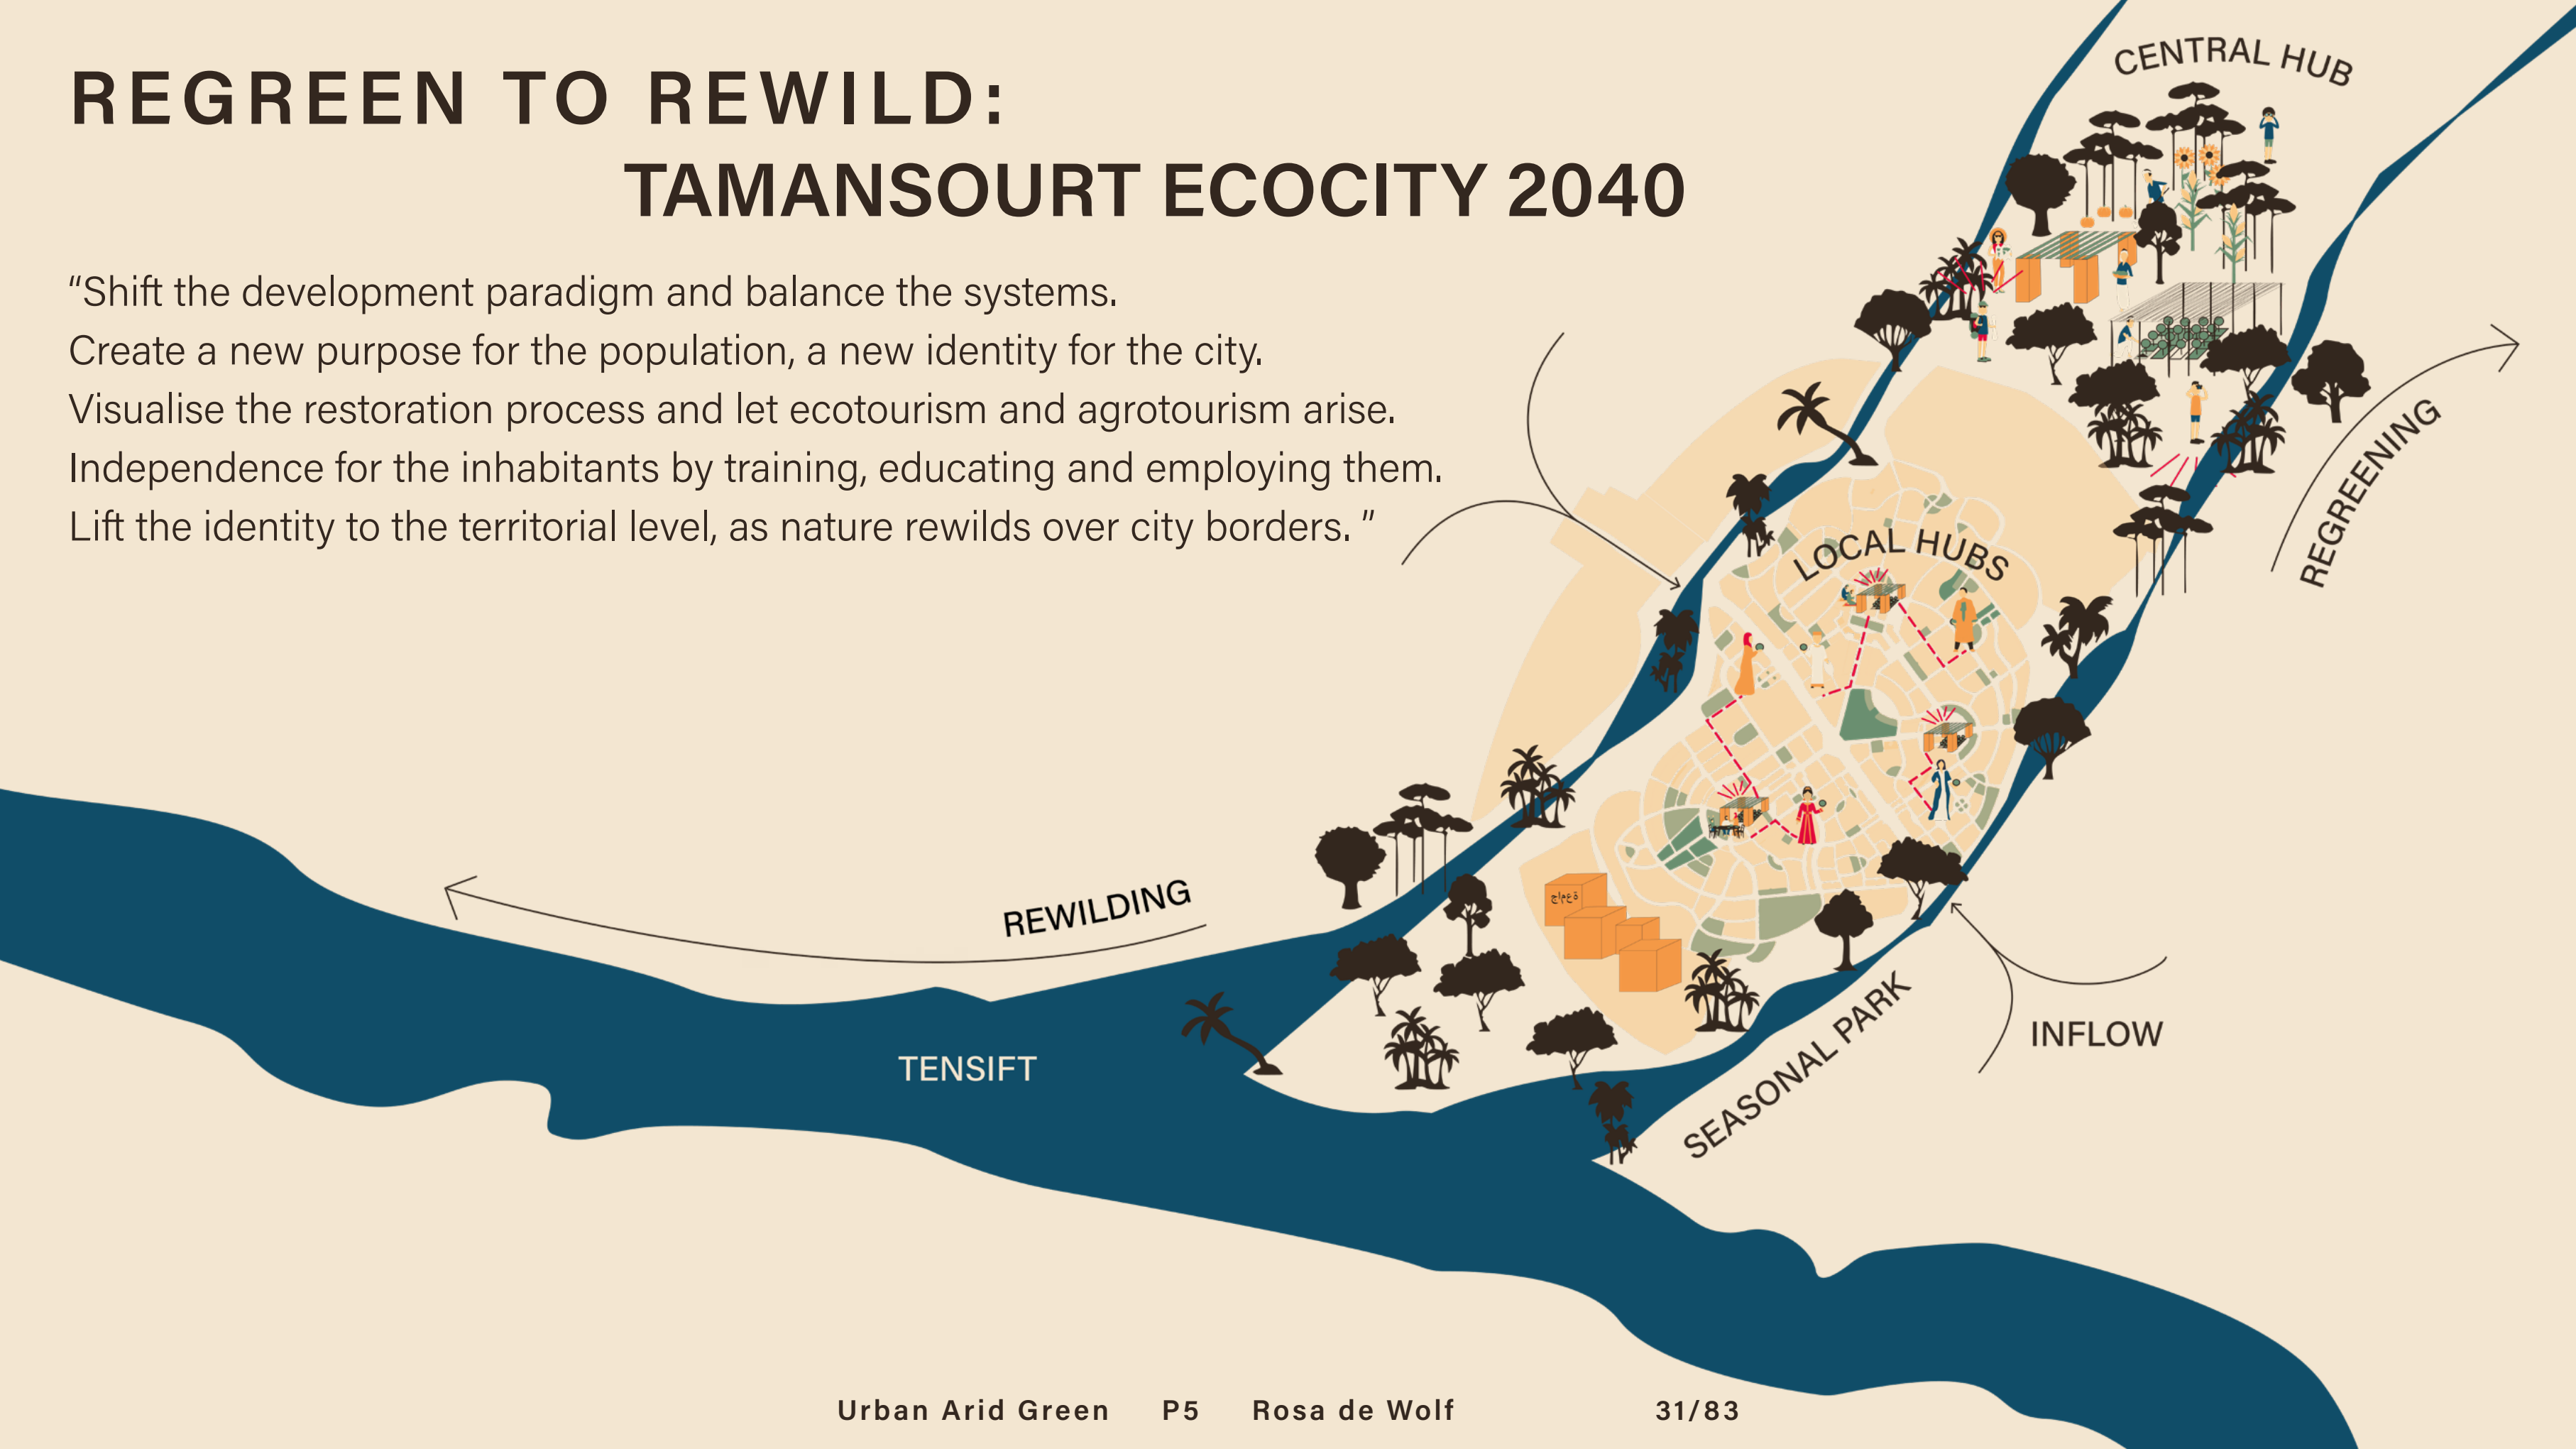 REGREEN TO REWILD:
TAMANSOURT ECOCITY 2040
“Shift the development paradigm and balance the systems.
Create a new purpose for the population, a new identity for the city.
Visualise the restoration process and let ecotourism and agrotourism arise.
Independence for the inhabitants by training, educating and employing them.
Lift the identity to the territorial level, as nature rewilds over city borders. ”
CENTRAL HUB
REGREENING
LOCAL HUBS
REWILDING
TENSIFT
SEASONAL PARK
INFLOW
Urban Arid Green P5 Rosa de Wolf 31/83